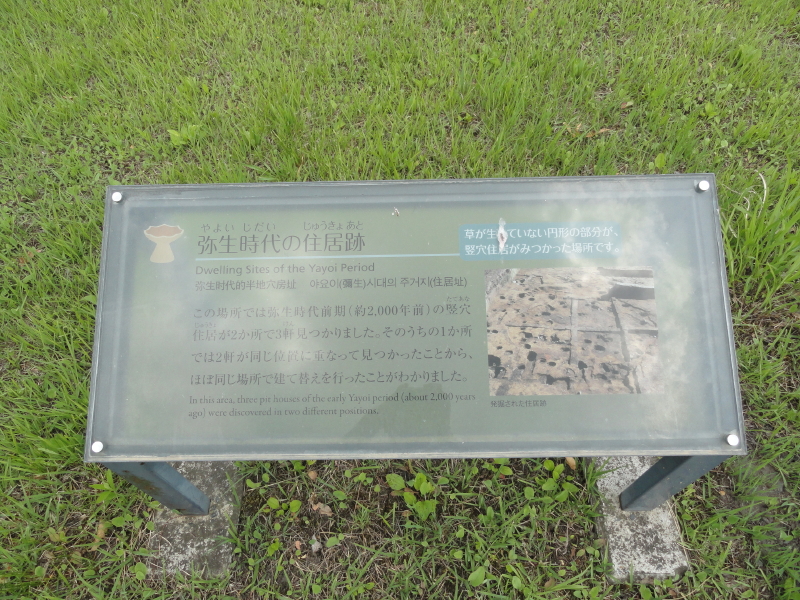 やよい じだい じゅうきょ あと
弥生時代の住居跡
Dwelling Sites of the Yayoi Period
弥生时代的半地穴房址 야요이(彌生)시대의 주거지(住居址)
たてあな
この場所では弥生時代前期(約2,000年前)の竪穴
じゅうきょ
住居が2か所で3軒見つかりました。そのうちの1か所
では2軒が同じ位置に重なって見つかったことから、
ほぼ同じ場所で建て替えを行ったことがわかりました。
In this area, three pit houses of the early Yayoi period (about 2,000 years
ago) were discovered in two different positions.
草が生えていない円形の部分が、
竪穴住居がみつかった場所です。
発掘された住居跡